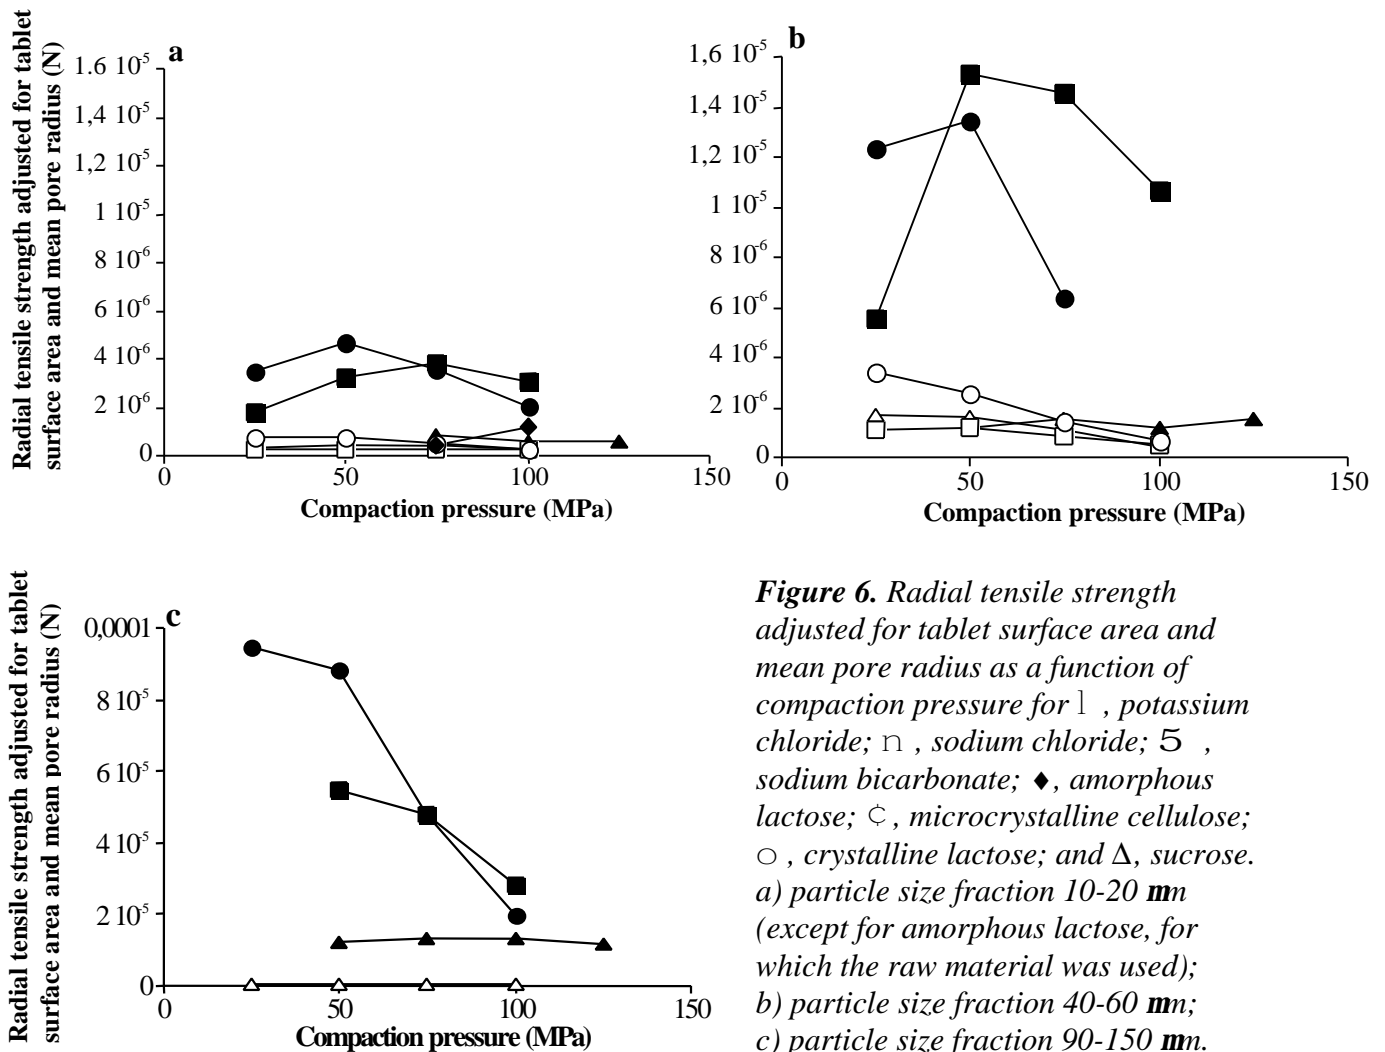 a
Radial tensile strength adjusted for tablet
surface area and mean pore radius (N)
1.6 10-5
1,4 10-5
1,2 10-5
1 10-5
8 10-6
6 10-6
4 10-6
2 10-6
0
0 50 100 150
Compaction pressure (MPa)
b
1,6 10-5
1,4 10-5
1,2 10-5
1 10-5
8 10-6
6 10-6
4 10-6
2 10-6
0
0 50 100 150
Compaction pressure (MPa)
c
Radial tensile strength adjusted for tablet
surface area and mean pore radius (N)
0,0001
8 10-5
6 10-5
4 10-5
2 10-5
0
0 50 100 150
Compaction pressure (MPa)
Figure 6. Radial tensile strength
adjusted for tablet surface area and
mean pore radius as a function of
compaction pressure for l , potassium
chloride; n , sodium chloride; 5 ,
sodium bicarbonate; ♦, amorphous
lactose; ¢, microcrystalline cellulose;
○ , crystalline lactose; and Δ, sucrose.
a) particle size fraction 10-20 mm
(except for amorphous lactose, for
which the raw material was used);
b) particle size fraction 40-60 mm;
c) particle size fraction 90-150 mm.